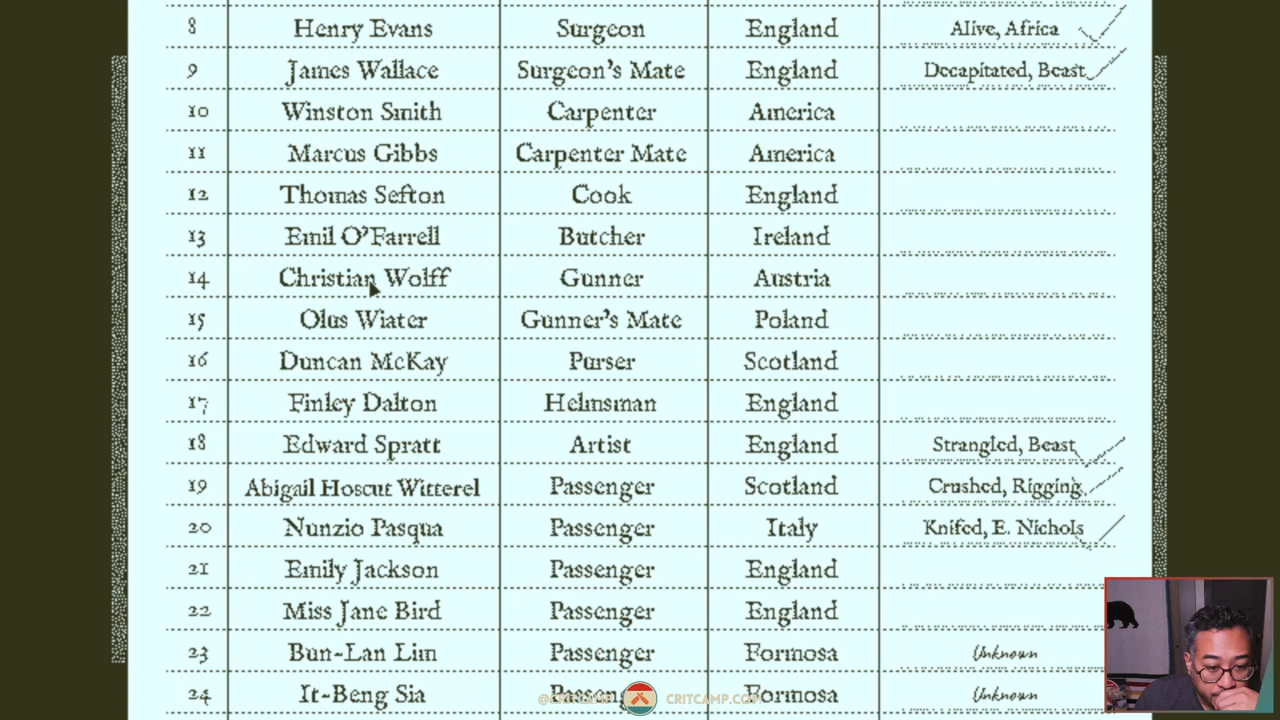 8 Henry Evans Surgeon England Alive, Africa
9 James Wallace Surgeon's Mate England Decapitated, Beast
10 Winston Smith Carpenter America
11 Marcus Gibbs Carpenter Mate America
12 Thomas Sefton Cook England
13 Emil O'Farrell Butcher Ireland
14 Christian Wolff Gunner Austria
15 Olus Wiater Gunner's Mate Poland
16 Duncan McKay Purser Scotland
17 Finley Dalton Helmsman England
18 Edward Spratt Artist England Strangled, Beast
19 Abigail Hoscut Witterel Passenger Scotland Crushed, Rigging
20 Nunzio Pasqua Passenger Italy Knifed, E. Nichols
21 Emily Jackson Passenger England
22 Miss Jane Bird Passenger England
23 Bun-Lan Lim Passenger Formosa Unknown
24 It-Beng Sia Formosa Unknown
CRITCAMP.COM